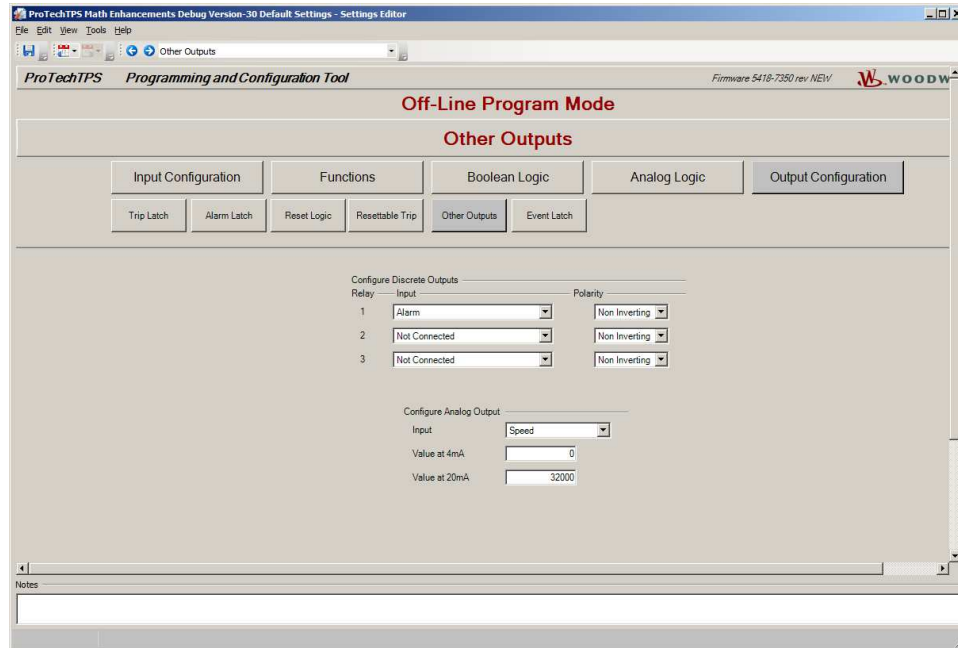 ProTechTPS Math Enhancements Debug Version-30 Default Settings - Settings Editor
File Edit View Tools Help
Other Outputs
ProTechTPS Programming and Configuration Tool Firmware 5418-7350 rev NEW WOODW
Off-Line Program Mode
Other Outputs
Input Configuration Functions Boolean Logic Analog Logic Output Configuration
Trip Latch Alarm Latch Reset Logic Resettable Trip Other Outputs Event Latch
Configure Discrete Outputs
Relay Input Polarity
1 Alarm Non Inverting
2 Not Connected Non Inverting
3 Not Connected Non Inverting
Configure Analog Output
Input Speed
Value at 4mA 0
Value at 20mA 32000
Notes